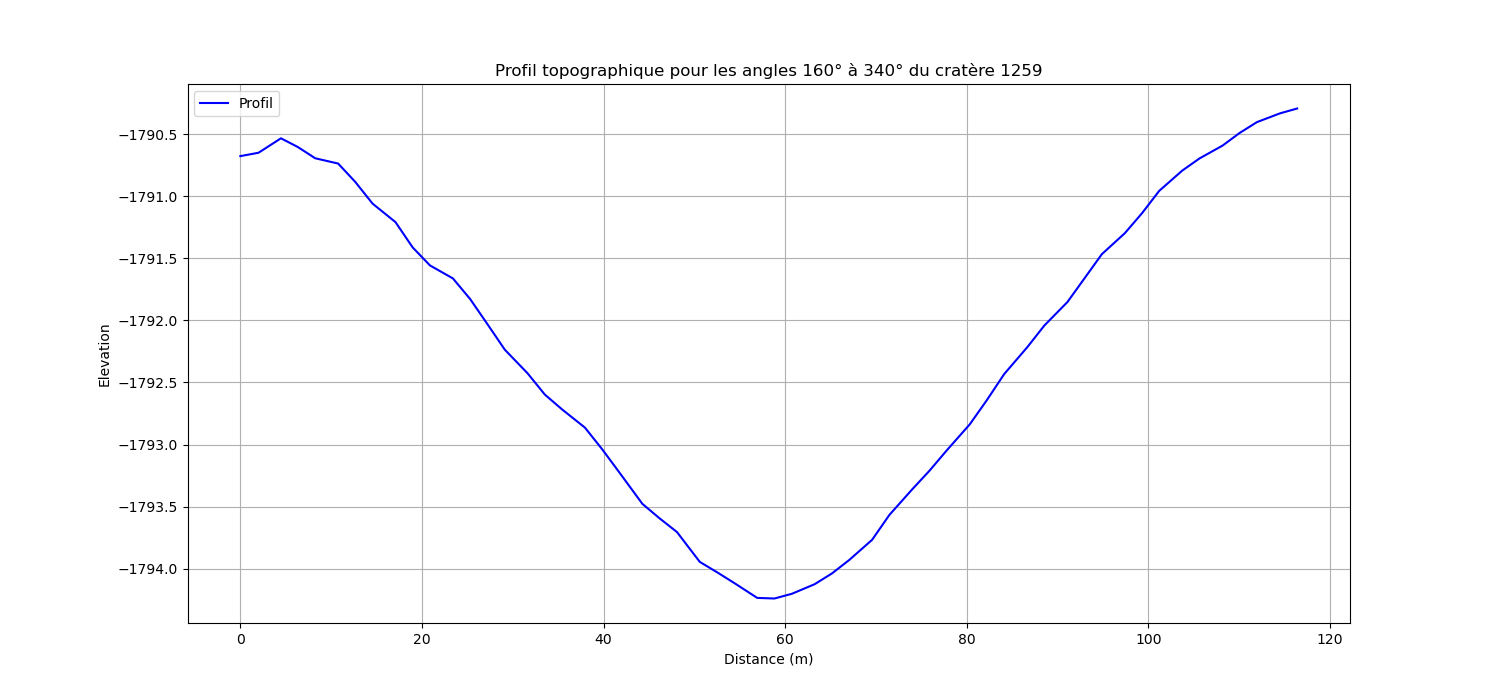 Profil topographique pour les angles 160° à 340° du cratère 1259
Profil
−1790.5
−1791.0
−1791.5
−1792.0
−1792.5
−1793.0
−1793.5
−1794.0
Elevation
0 20 40 60 80 100 120
Distance (m)